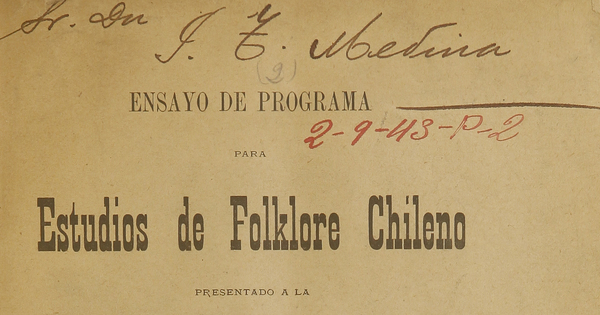 Sr. Dn
J. T. Medina
(2)
ENSAYO DE PROGRAMA
2-9-43-P-2
PARA
Estudios de Folklore Chileno
PRESENTADO A LA